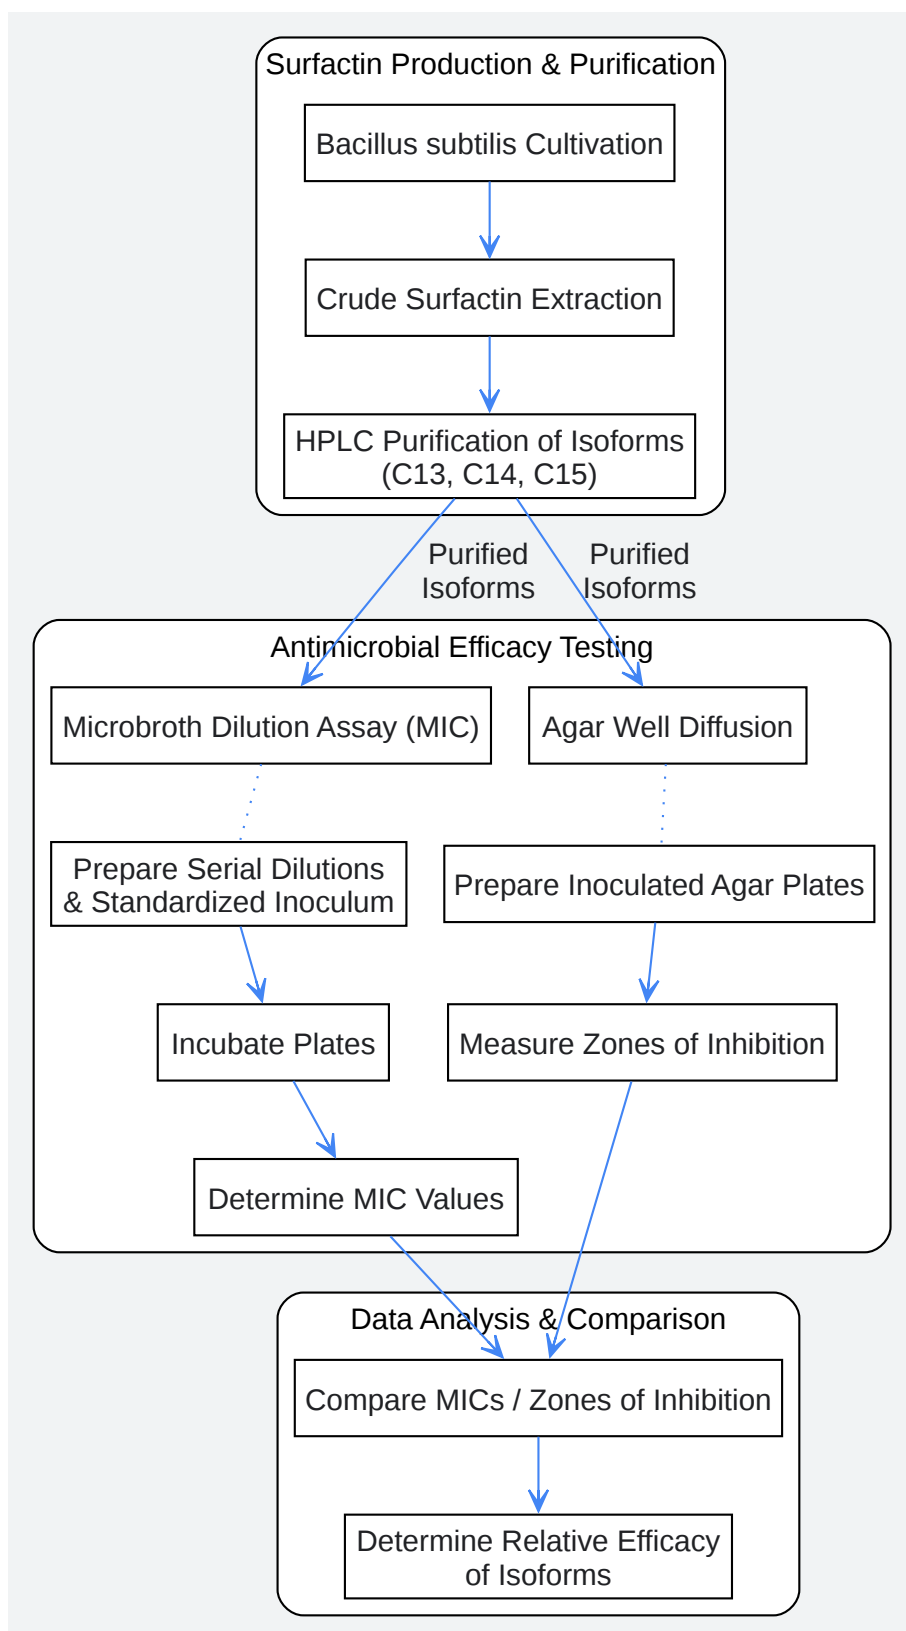 Surfactin Production & Purification
Bacillus subtilis Cultivation
Crude Surfactin Extraction
HPLC Purification of Isoforms
(C13, C14, C15)
Purified
Isoforms
Purified
Isoforms
Antimicrobial Efficacy Testing
Microbroth Dilution Assay (MIC)
Agar Well Diffusion
Prepare Serial Dilutions
& Standardized Inoculum
Prepare Inoculated Agar Plates
Incubate Plates
Measure Zones of Inhibition
Determine MIC Values
Data Analysis & Comparison
Compare MICs / Zones of Inhibition
Determine Relative Efficacy
of Isoforms